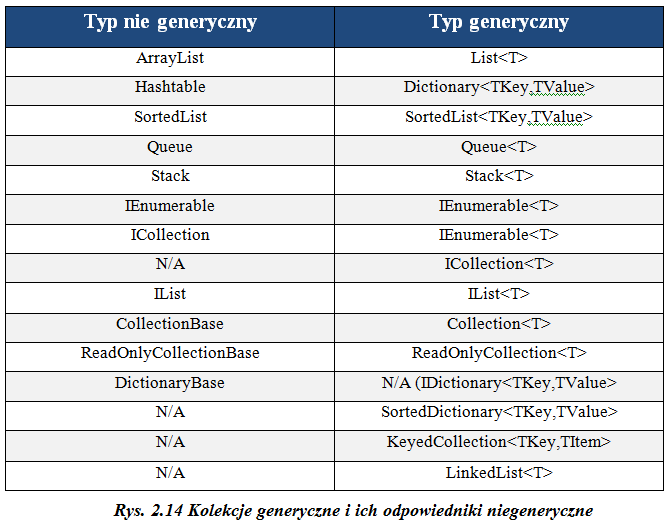 Typ nie generyczny Typ generyczny
ArrayList List<T>
Hashtable Dictionary<TKey,TValue>
SortedList SortedList<TKey,TValue>
Queue Queue<T>
Stack Stack<T>
IEnumerable IEnumerable<T>
ICollection IEnumerable<T>
N/A ICollection<T>
IList IList<T>
CollectionBase Collection<T>
ReadOnlyCollectionBase ReadOnlyCollection<T>
DictionaryBase N/A (IDictionary<TKey,TValue>
N/A SortedDictionary<TKey,TValue>
N/A KeyedCollection<TKey,TItem>
N/A LinkedList<T>
Rys. 2.14 Kolekcje generyczne i ich odpowiedniki niegeneryczne